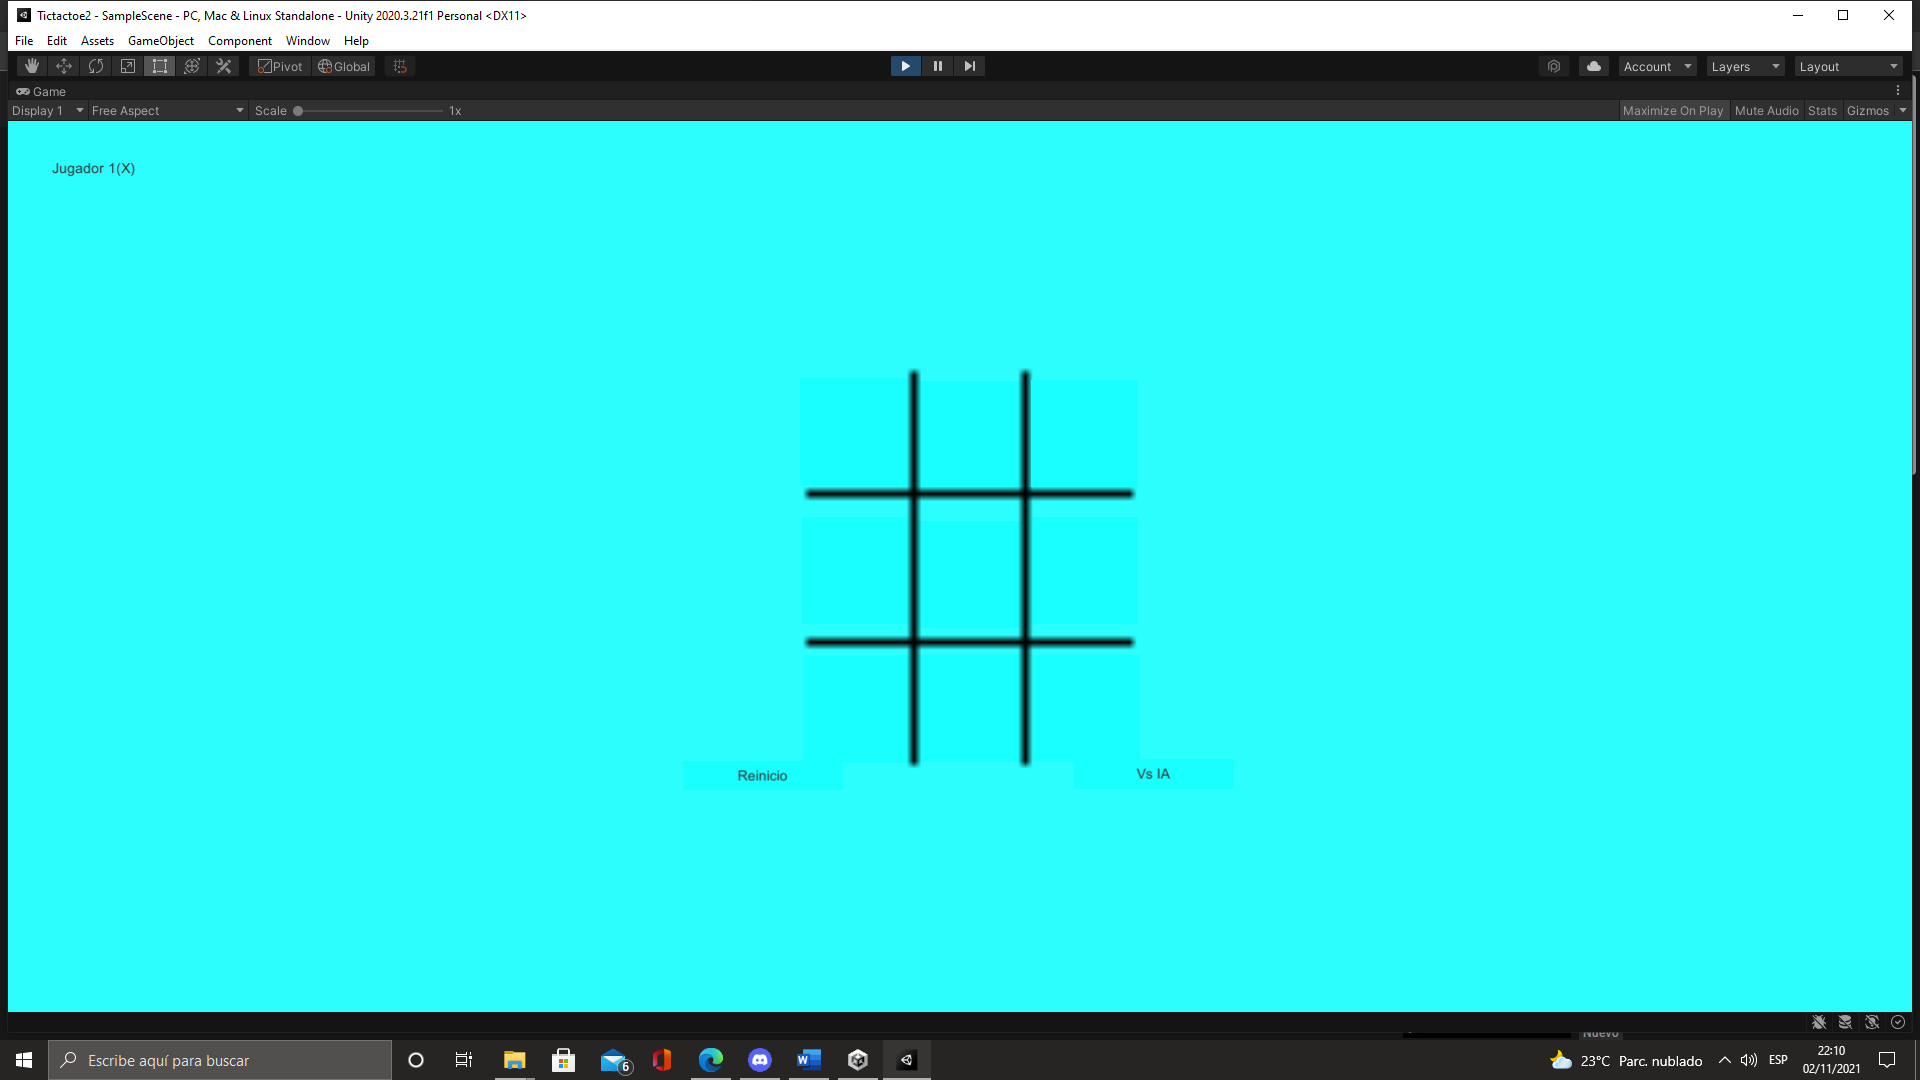 Tictactoe2 - SampleScene - PC, Mac & Linux Standalone - Unity 2020.3.21f1 Personal <DX11>
File Edit Assets GameObject Component Window Help
Pivot Global Account Layers Layout
Game
Display 1 Free Aspect Scale 1x Maximize On Play Mute Audio Stats Gizmos
Jugador 1(X)
Reinicio Vs IA
Nuevo
Escribe aquí para buscar 6 23°C Parc. nublado ESP 22:10
02/11/2021